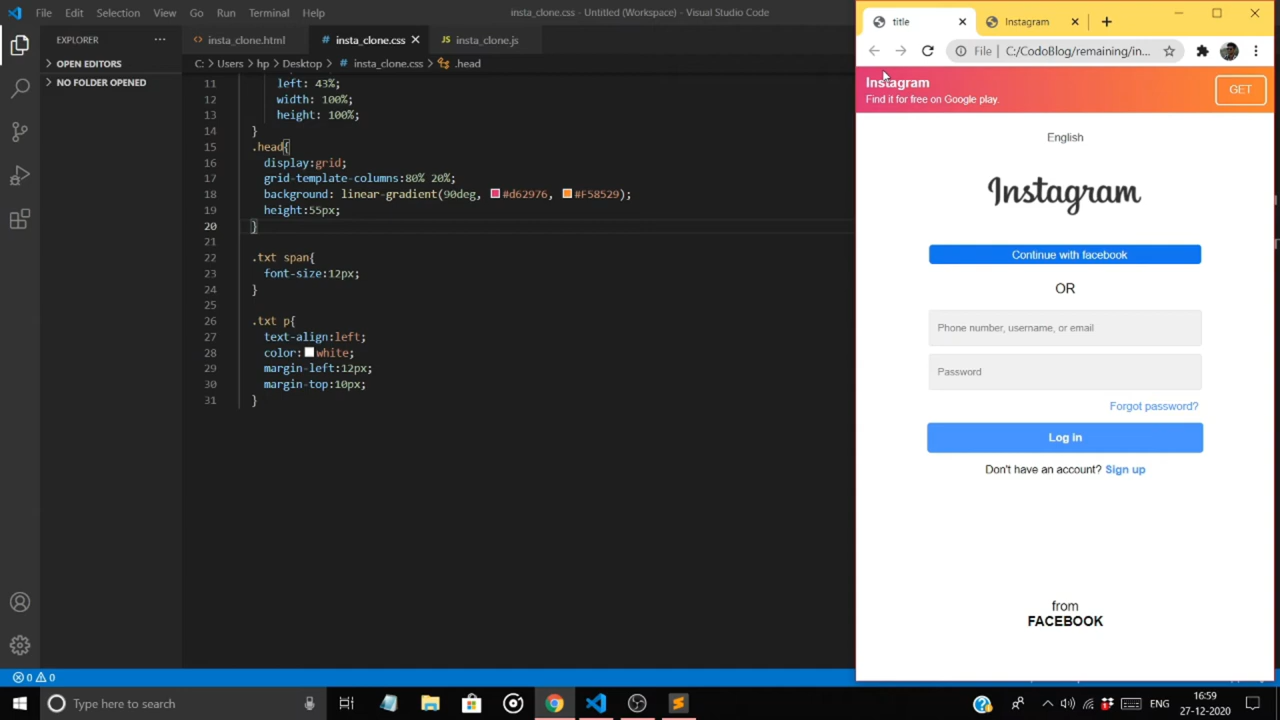 File Edit Selection View Go Run Terminal Help
insta_clone.css - Untitled (Workspace) - Visual Studio Code
EXPLORER
OPEN EDITORS
NO FOLDER OPENED
insta_clone.html
insta_clone.css
insta_clone.js
C: > Users > hp > Desktop > insta_clone.css > .head
11 left: 43%;
12 width: 100%;
13 height: 100%;
14 }
15 .head{
16 display:grid;
17 grid-template-columns:80% 20%;
18 background: linear-gradient(90deg, #d62976, #F58529);
19 height:55px;
20 }
21
22 .txt span{
23 font-size:12px;
24 }
25
26 .txt p{
27 text-align:left;
28 color: white;
29 margin-left:12px;
30 margin-top:10px;
31 }
title
Instagram
File | C:/CodoBlog/remaining/in...
Instagram
Find it for free on Google play.
GET
English
Instagram
Continue with facebook
OR
Phone number, username, or email
Password
Forgot password?
Log in
Don't have an account? Sign up
from
FACEBOOK
0 0
Type here to search
ENG
16:59
27-12-2020